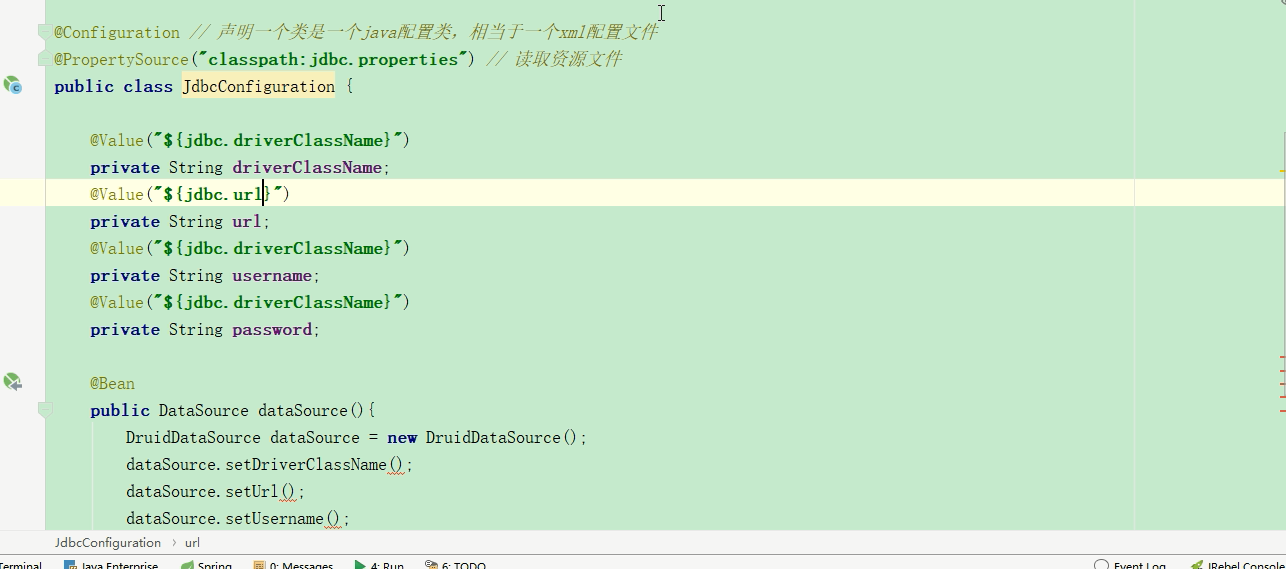 @Configuration // 声明一个类是一个java配置类，相当于一个xml配置文件
@PropertySource("classpath:jdbc.properties") // 读取资源文件
public class JdbcConfiguration {
@Value("${jdbc.driverClassName}")
private String driverClassName;
@Value("${jdbc.url}")
private String url;
@Value("${jdbc.driverClassName}")
private String username;
@Value("${jdbc.driverClassName}")
private String password;
@Bean
public DataSource dataSource(){
DruidDataSource dataSource = new DruidDataSource();
dataSource.setDriverClassName();
dataSource.setUrl();
dataSource.setUsername();
JdbcConfiguration › url
Terminal Java Enterprise Spring 0: Messages 4: Run 6: TODO Event Log JRebel Console